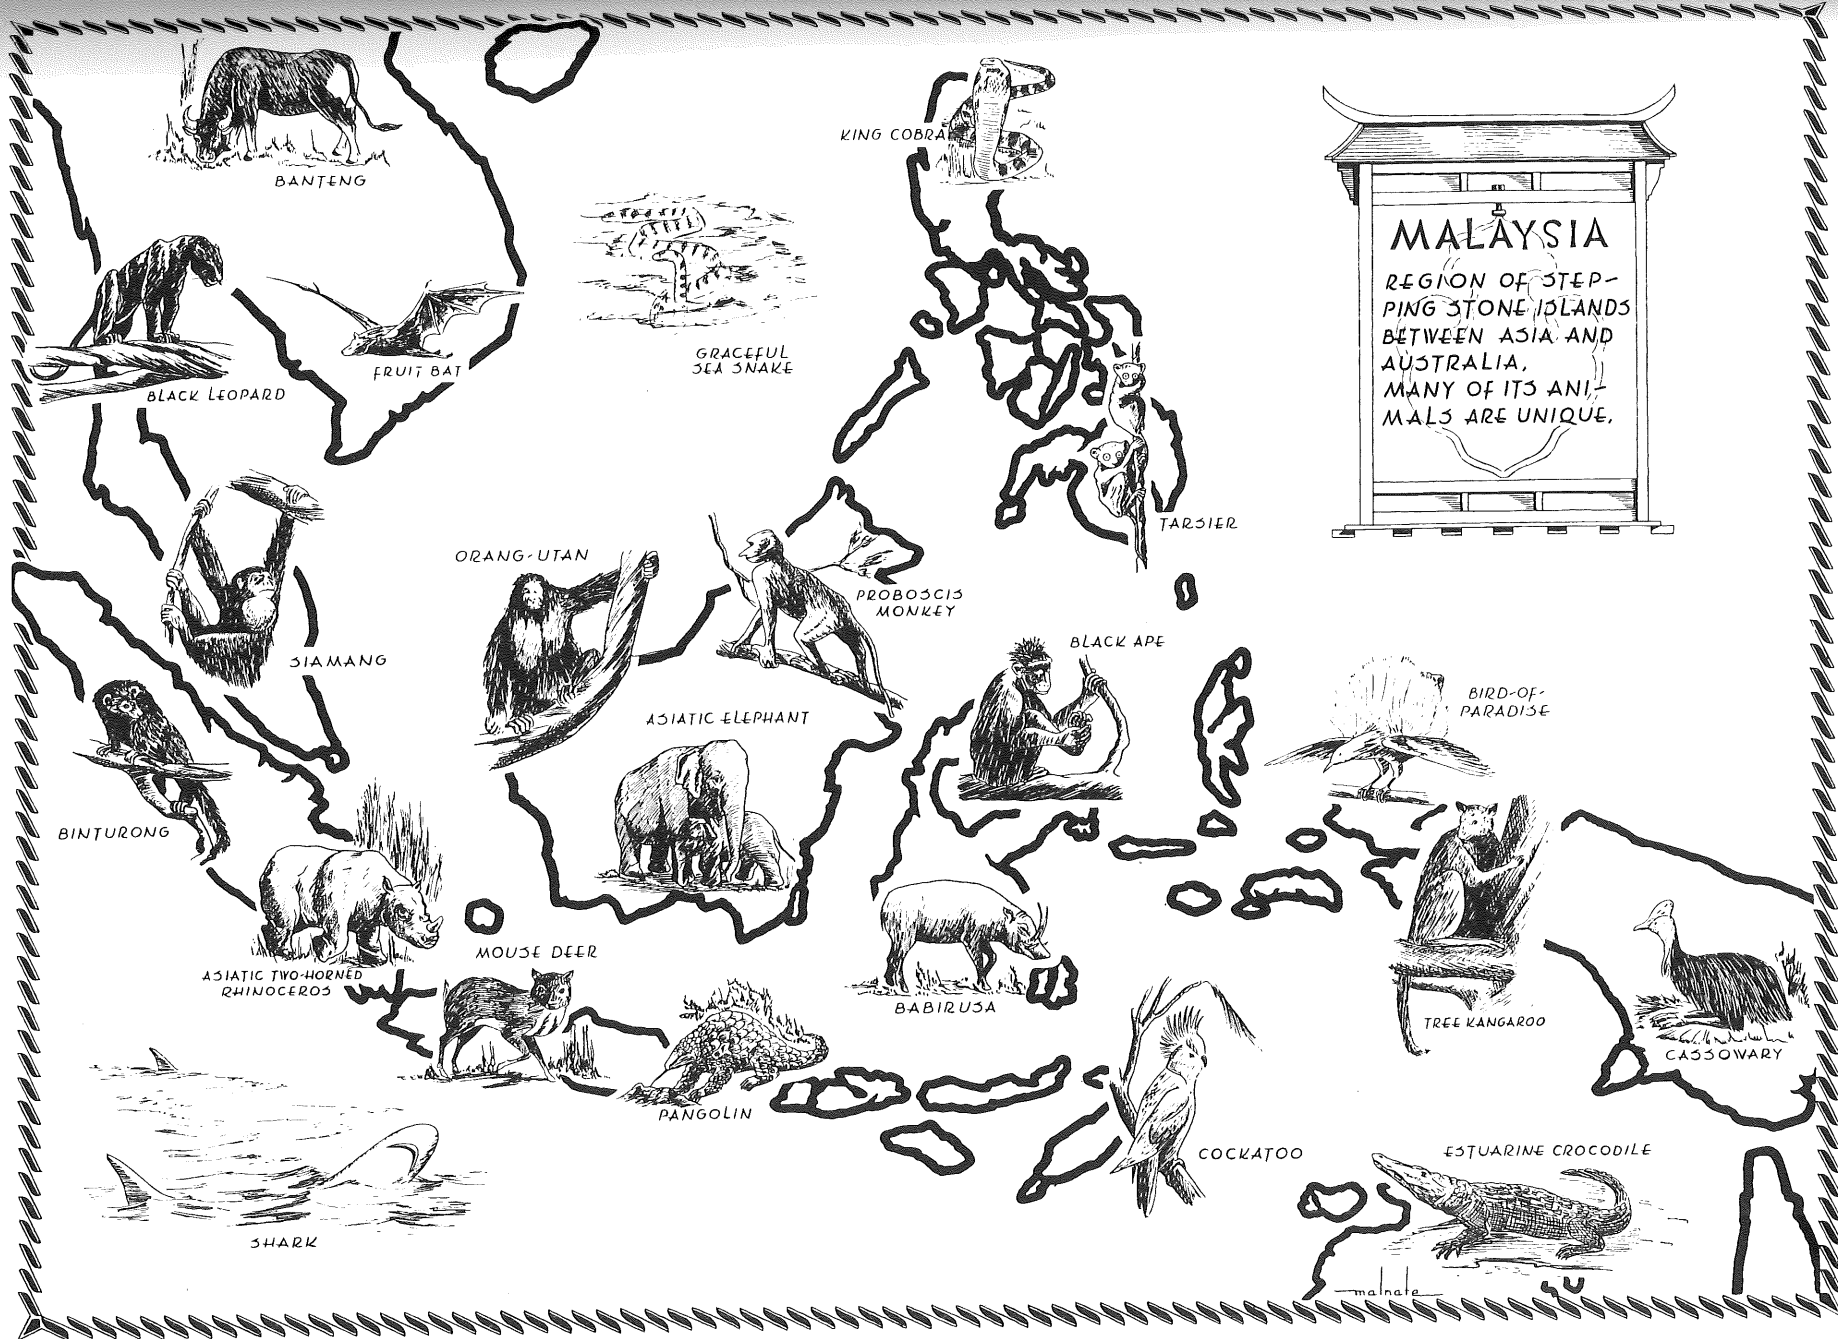 BANTENG
KING COBRA
MALAYSIA
REGION OF STEP-
PING STONE ISLANDS
BETWEEN ASIA AND
AUSTRALIA.
MANY OF ITS ANI-
MALS ARE UNIQUE.
GRACEFUL
SEA SNAKE
FRUIT BAT
BLACK LEOPARD
TARSIER
ORANG-UTAN
PROBOSCIS
MONKEY
BLACK APE
SIAMANG
BIRD-OF-
PARADISE
ASIATIC ELEPHANT
BINTURONG
MOUSE DEER
ASIATIC TWO-HORNED
RHINOCEROS
BABIRUSA
TREE KANGAROO
CASSOWARY
PANGOLIN
COCKATOO
ESTUARINE CROCODILE
SHARK
malnate